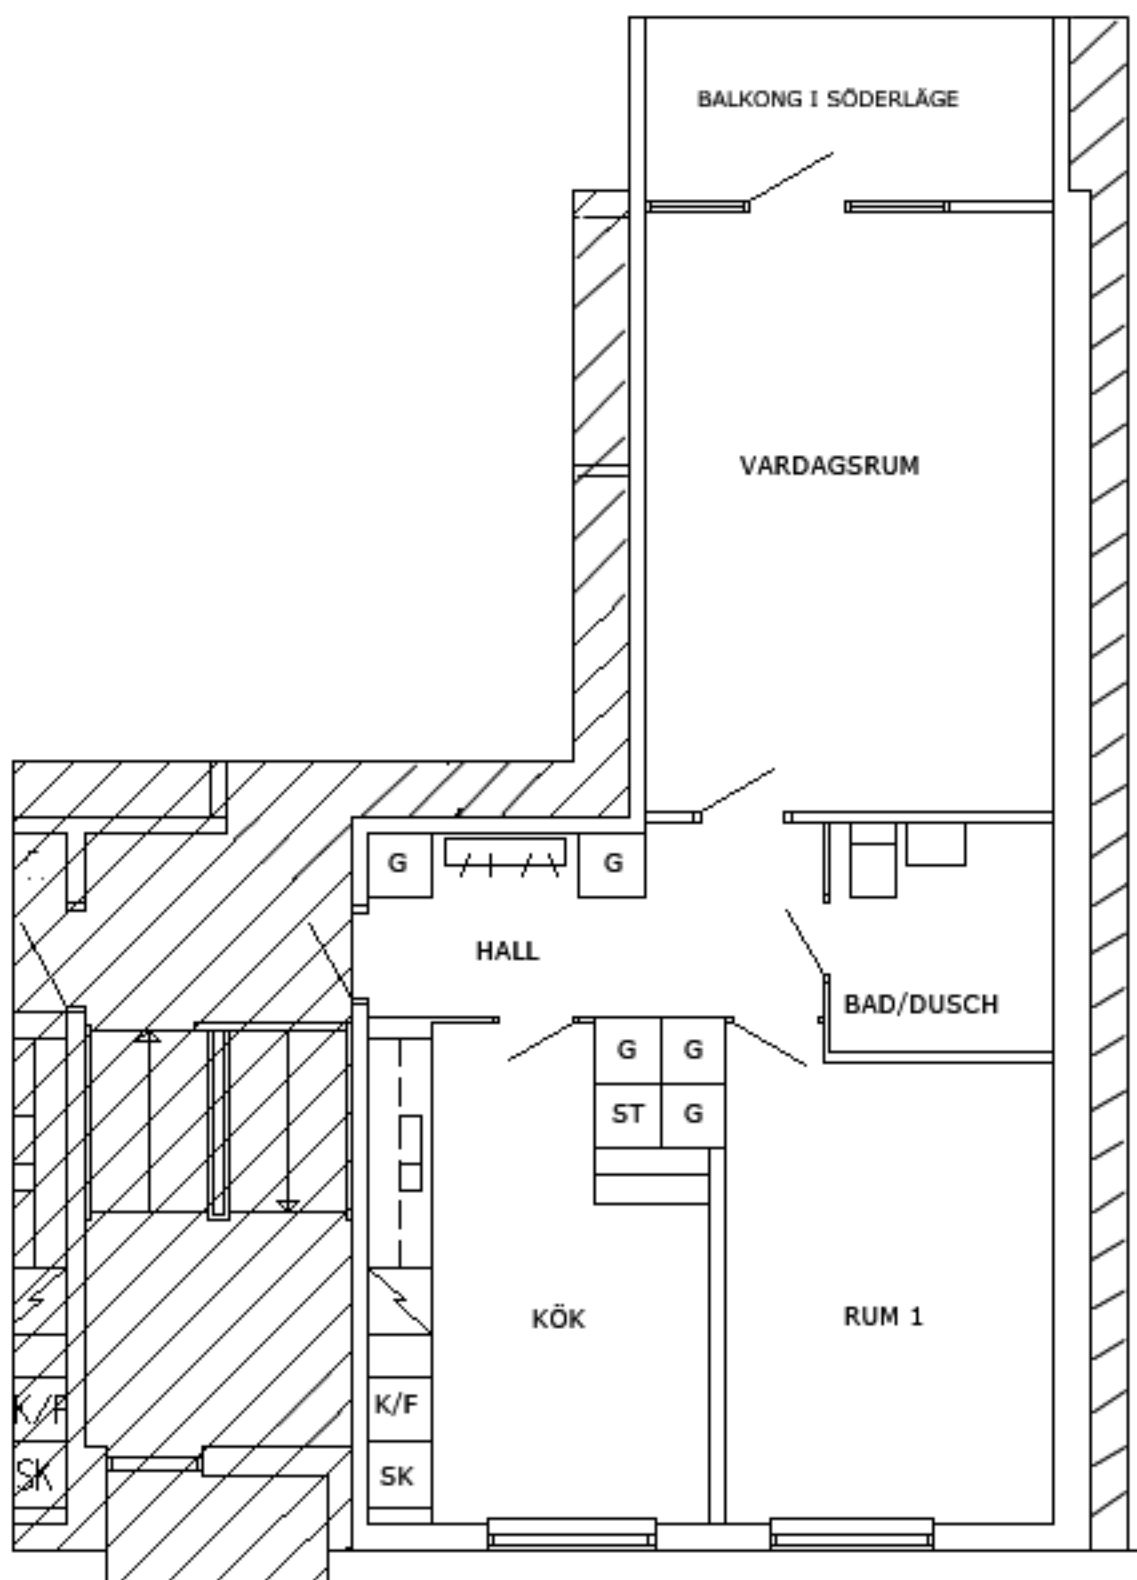 BALKONG I SÖDERLÄGE
VARDAGSRUM
G
G
HALL
BAD/DUSCH
G
G
ST
G
KÖK
RUM 1
K/F
K/F
SK
SK